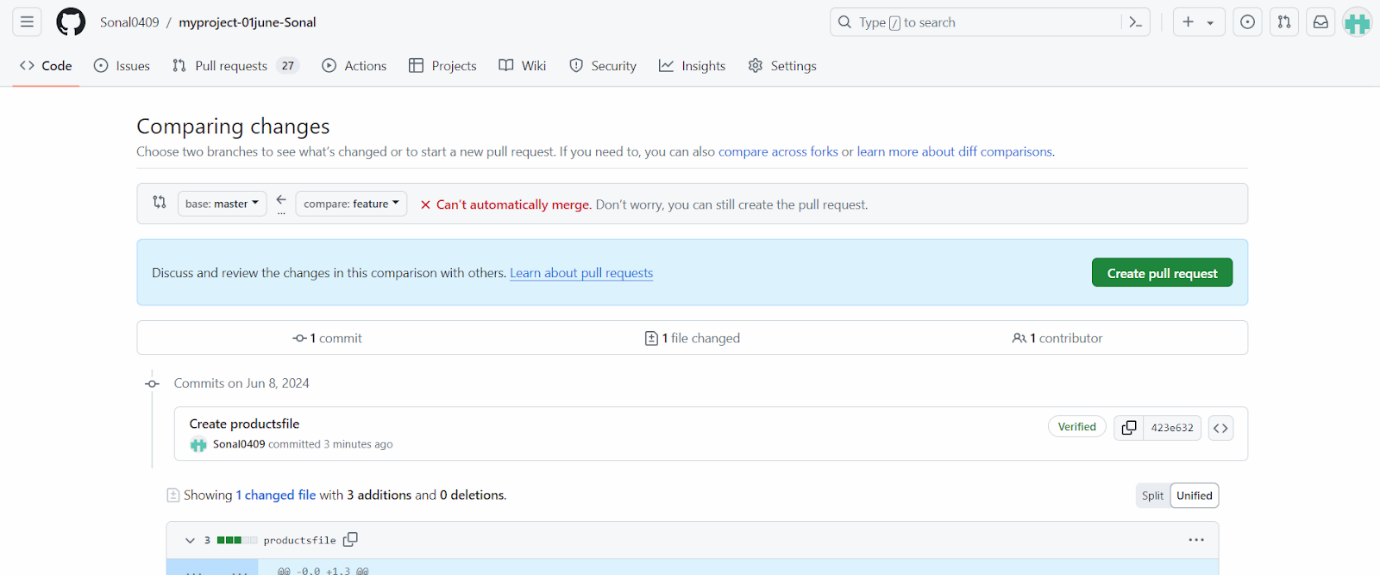 Sonal0409 / myproject-01june-Sonal
Type / to search
Code Issues Pull requests 27 Actions Projects Wiki Security Insights Settings
Comparing changes
Choose two branches to see what's changed or to start a new pull request. If you need to, you can also compare across forks or learn more about diff comparisons.
base: master compare: feature Can't automatically merge. Don't worry, you can still create the pull request.
Discuss and review the changes in this comparison with others. Learn about pull requests Create pull request
1 commit 1 file changed 1 contributor
Commits on Jun 8, 2024
Create productsfile
Sonal0409 committed 3 minutes ago
Verified 423e632
Showing 1 changed file with 3 additions and 0 deletions. Split Unified
3 productsfile
@@ -0,0 +1,3 @@